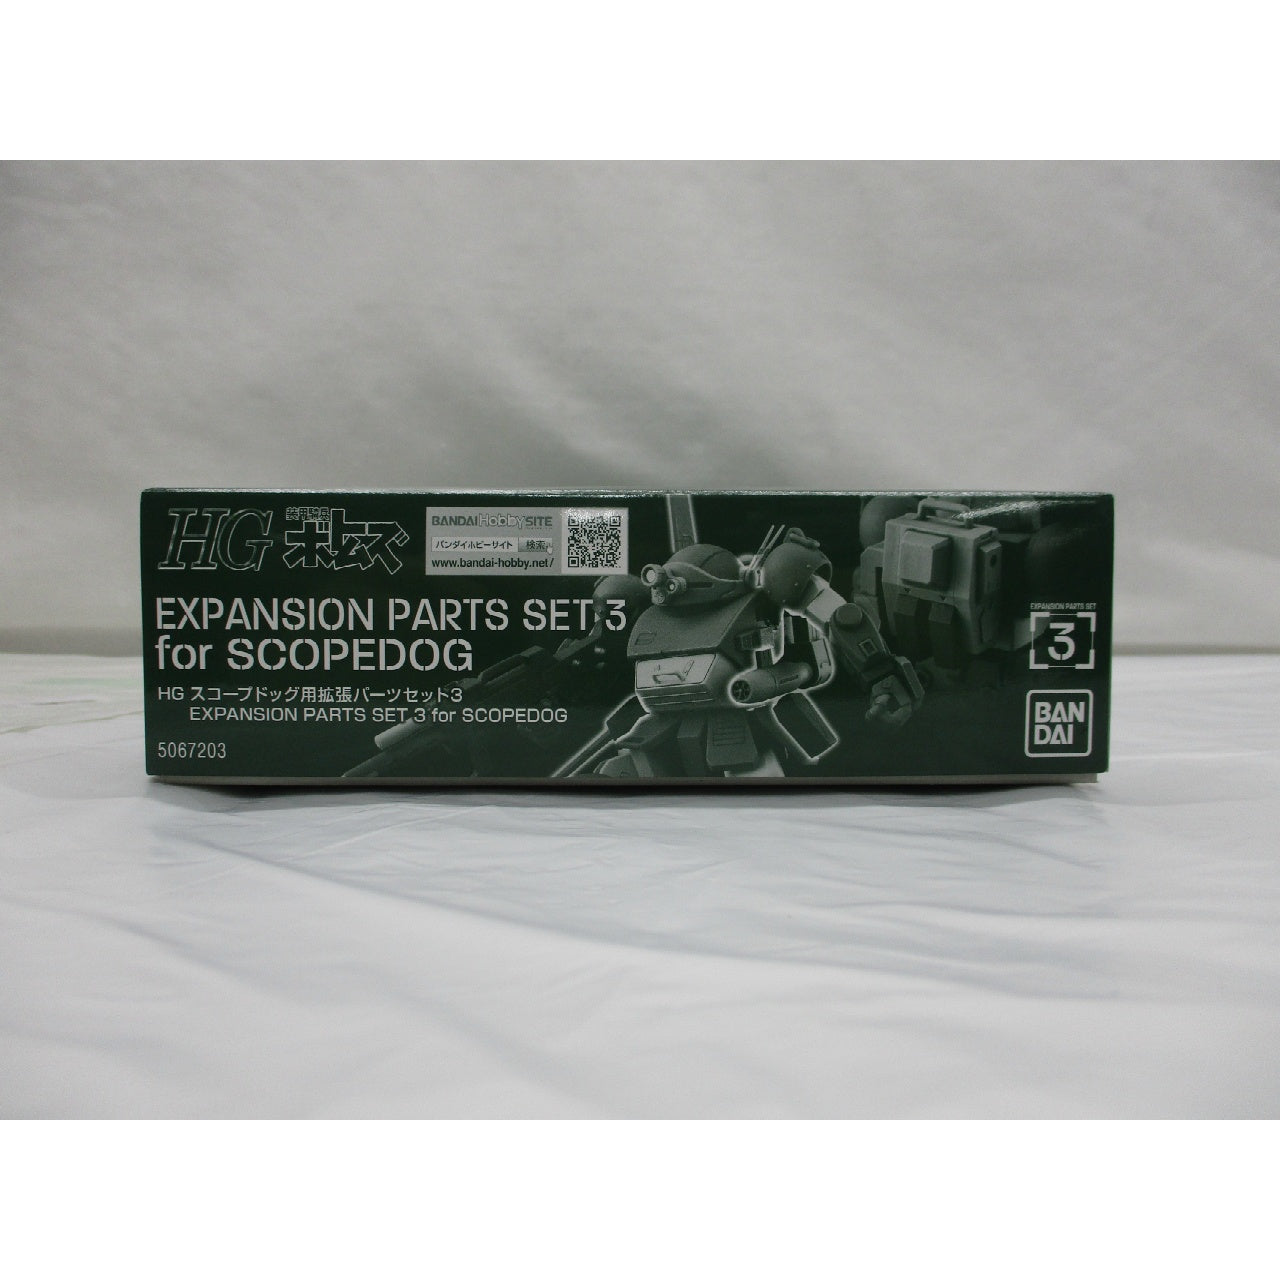 HG 装甲騎兵ボトムズ
BANDAI HobbySITE
バンダイホビーサイト 検索
www.bandai-hobby.net/
EXPANSION PARTS SET 3
for SCOPEDOG
HG スコープドッグ用拡張パーツセット3
EXPANSION PARTS SET 3 for SCOPEDOG
5067203
EXPANSION PARTS SET
3
BAN
DAI